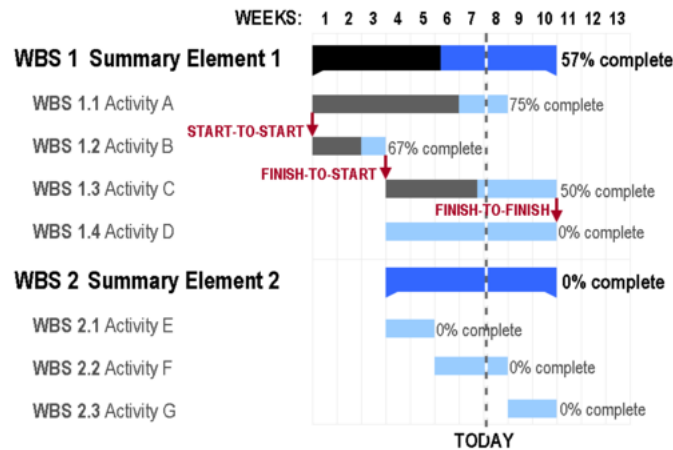 WEEKS: 1 2 3 4 5 6 7 8 9 10 11 12 13
WBS 1 Summary Element 1 57% complete
WBS 1.1 Activity A 75% complete
START-TO-START
WBS 1.2 Activity B 67% complete
FINISH-TO-START
WBS 1.3 Activity C 50% complete
FINISH-TO-FINISH
WBS 1.4 Activity D 0% complete
WBS 2 Summary Element 2 0% complete
WBS 2.1 Activity E 0% complete
WBS 2.2 Activity F 0% complete
WBS 2.3 Activity G 0% complete
TODAY